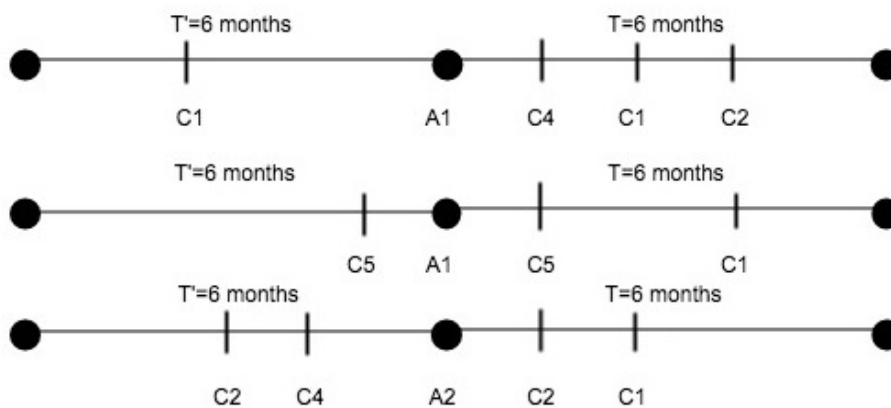 T'=6 months T=6 months
C1 A1 C4 C1 C2
T'=6 months T=6 months
C5 A1 C5 C1
T'=6 months T=6 months
C2 C4 A2 C2 C1